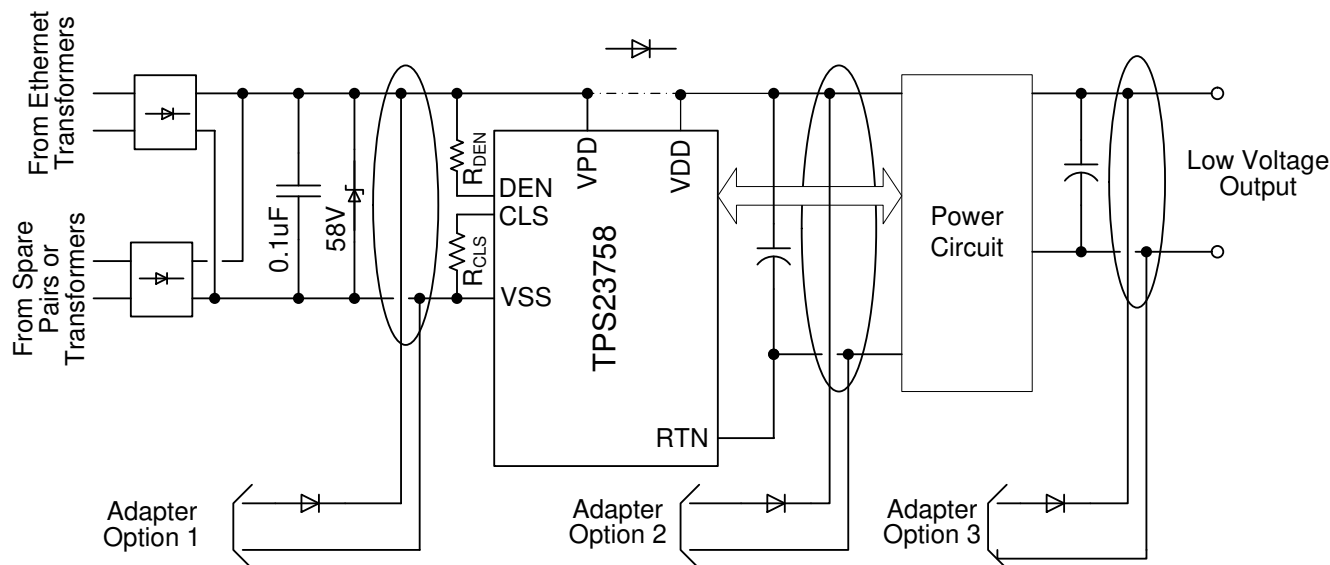 From Ethernet
Transformers
From Spare
Pairs or
Transformers
0.1uF
58V
RDEN
RCLS
DEN
CLS
VSS
VPD
VDD
TPS23758
RTN
Power
Circuit
Low Voltage
Output
Adapter
Option 1
Adapter
Option 2
Adapter
Option 3